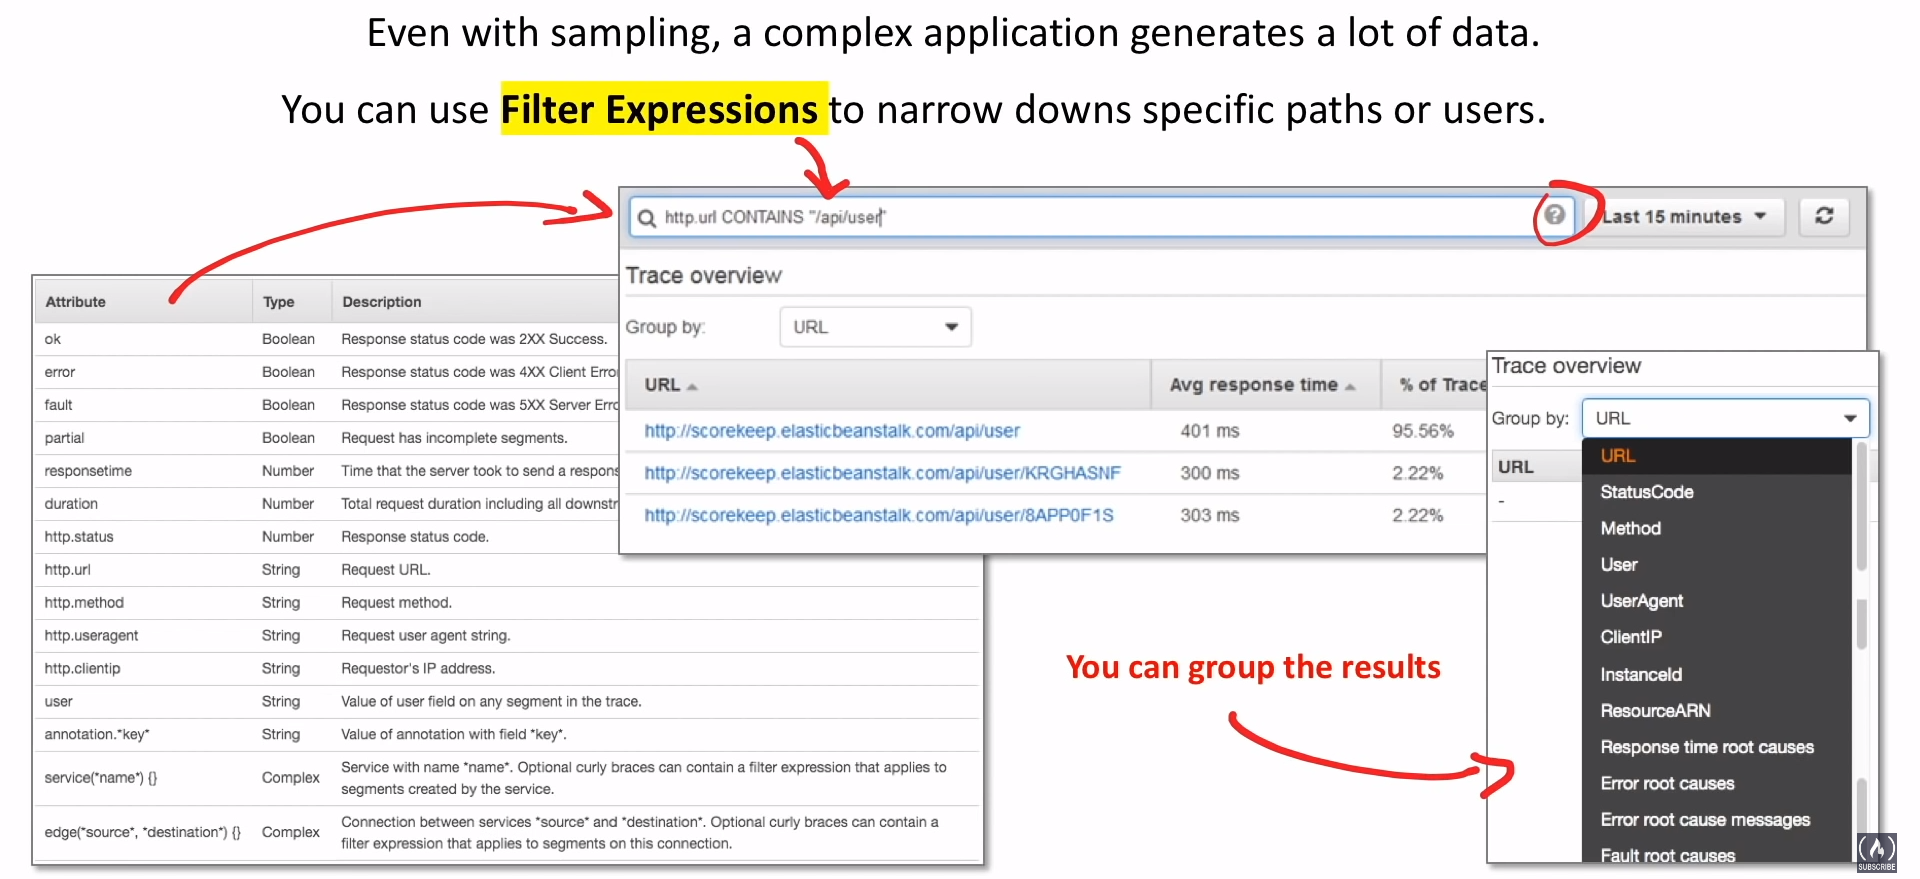 Even with sampling, a complex application generates a lot of data.
You can use Filter Expressions to narrow downs specific paths or users.
http.url CONTAINS "/api/user"
Last 15 minutes
Trace overview
Group by: URL
URL Avg response time % of Trace
http://scorekeep.elasticbeanstalk.com/api/user 401 ms 95.56%
http://scorekeep.elasticbeanstalk.com/api/user/KRGHASNF 300 ms 2.22%
http://scorekeep.elasticbeanstalk.com/api/user/8APP0F1S 303 ms 2.22%
Attribute Type Description
ok Boolean Response status code was 2XX Success.
error Boolean Response status code was 4XX Client Erro
fault Boolean Response status code was 5XX Server Erro
partial Boolean Request has incomplete segments.
responsetime Number Time that the server took to send a respons
duration Number Total request duration including all downstr
http.status Number Response status code.
http.url String Request URL.
http.method String Request method.
http.useragent String Request user agent string.
http.clientip String Requestor's IP address.
user String Value of user field on any segment in the trace.
annotation.*key* String Value of annotation with field *key*.
service(*name*) {} Complex Service with name *name*. Optional curly braces can contain a filter expression that applies to
segments created by the service.
edge(*source*, *destination*) {} Complex Connection between services *source* and *destination*. Optional curly braces can contain a
filter expression that applies to segments on this connection.
You can group the results
Trace overview
Group by: URL
URL
-
URL
StatusCode
Method
User
UserAgent
ClientIP
InstanceId
ResourceARN
Response time root causes
Error root causes
Error root cause messages
Fault root causes
SUBSCRIBE